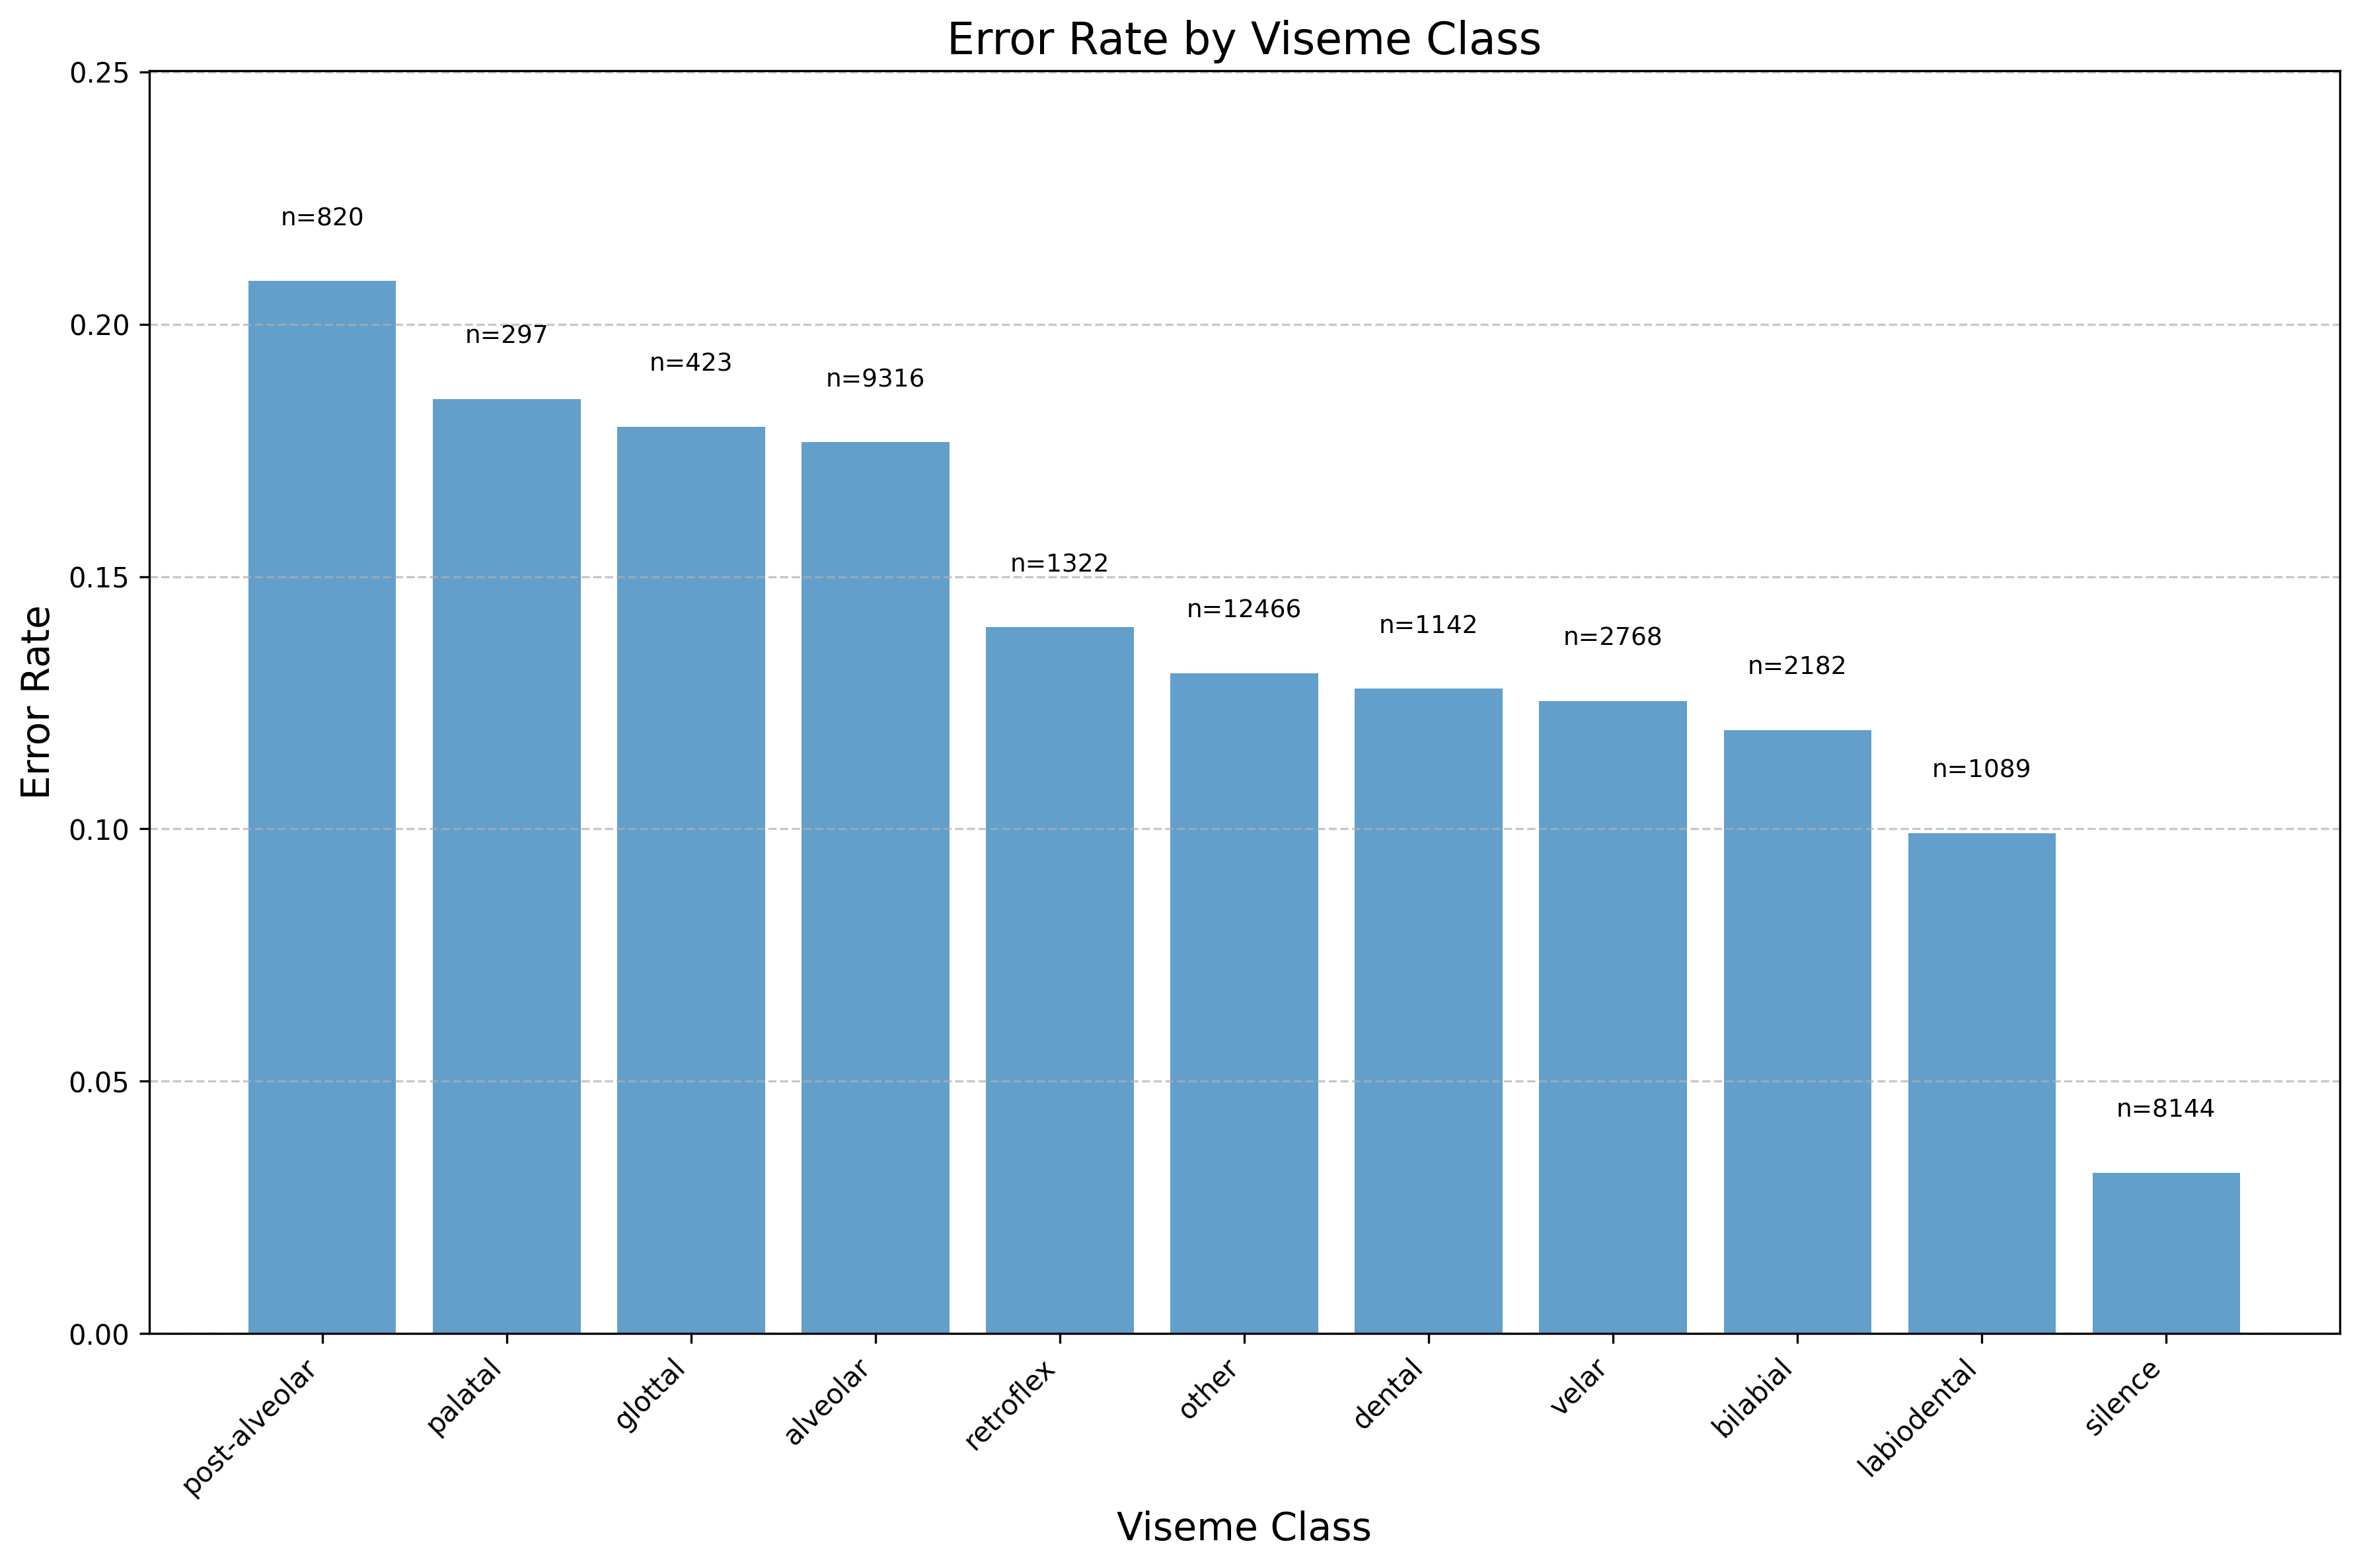 Error Rate by Viseme Class
0.25
0.20
0.15
0.10
0.05
0.00
Error Rate
n=820
n=297
n=423
n=9316
n=1322
n=12466
n=1142
n=2768
n=2182
n=1089
n=8144
post-alveolar
palatal
glottal
alveolar
retroflex
other
dental
velar
bilabial
labiodental
silence
Viseme Class